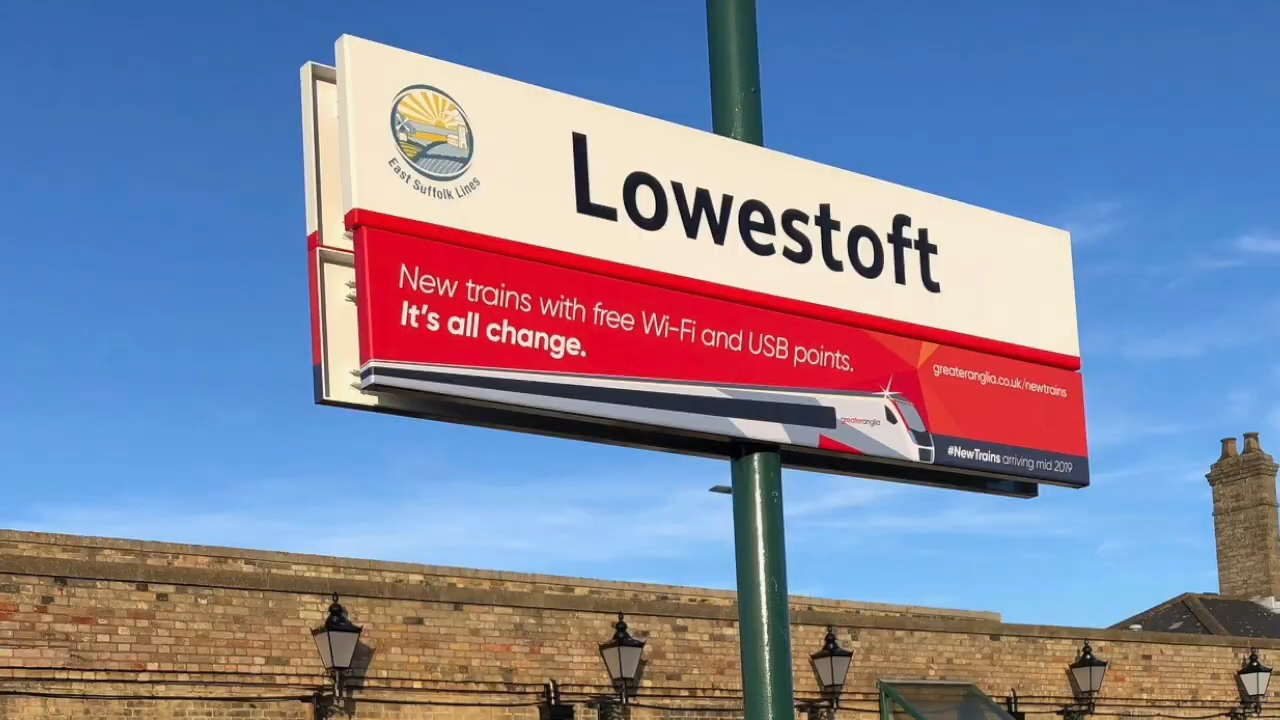 East Suffolk Lines
Lowestoft
New trains with free Wi-Fi and USB points.
It's all change.
greateranglia.co.uk/newtrains
greateranglia
#NewTrains arriving mid 2019